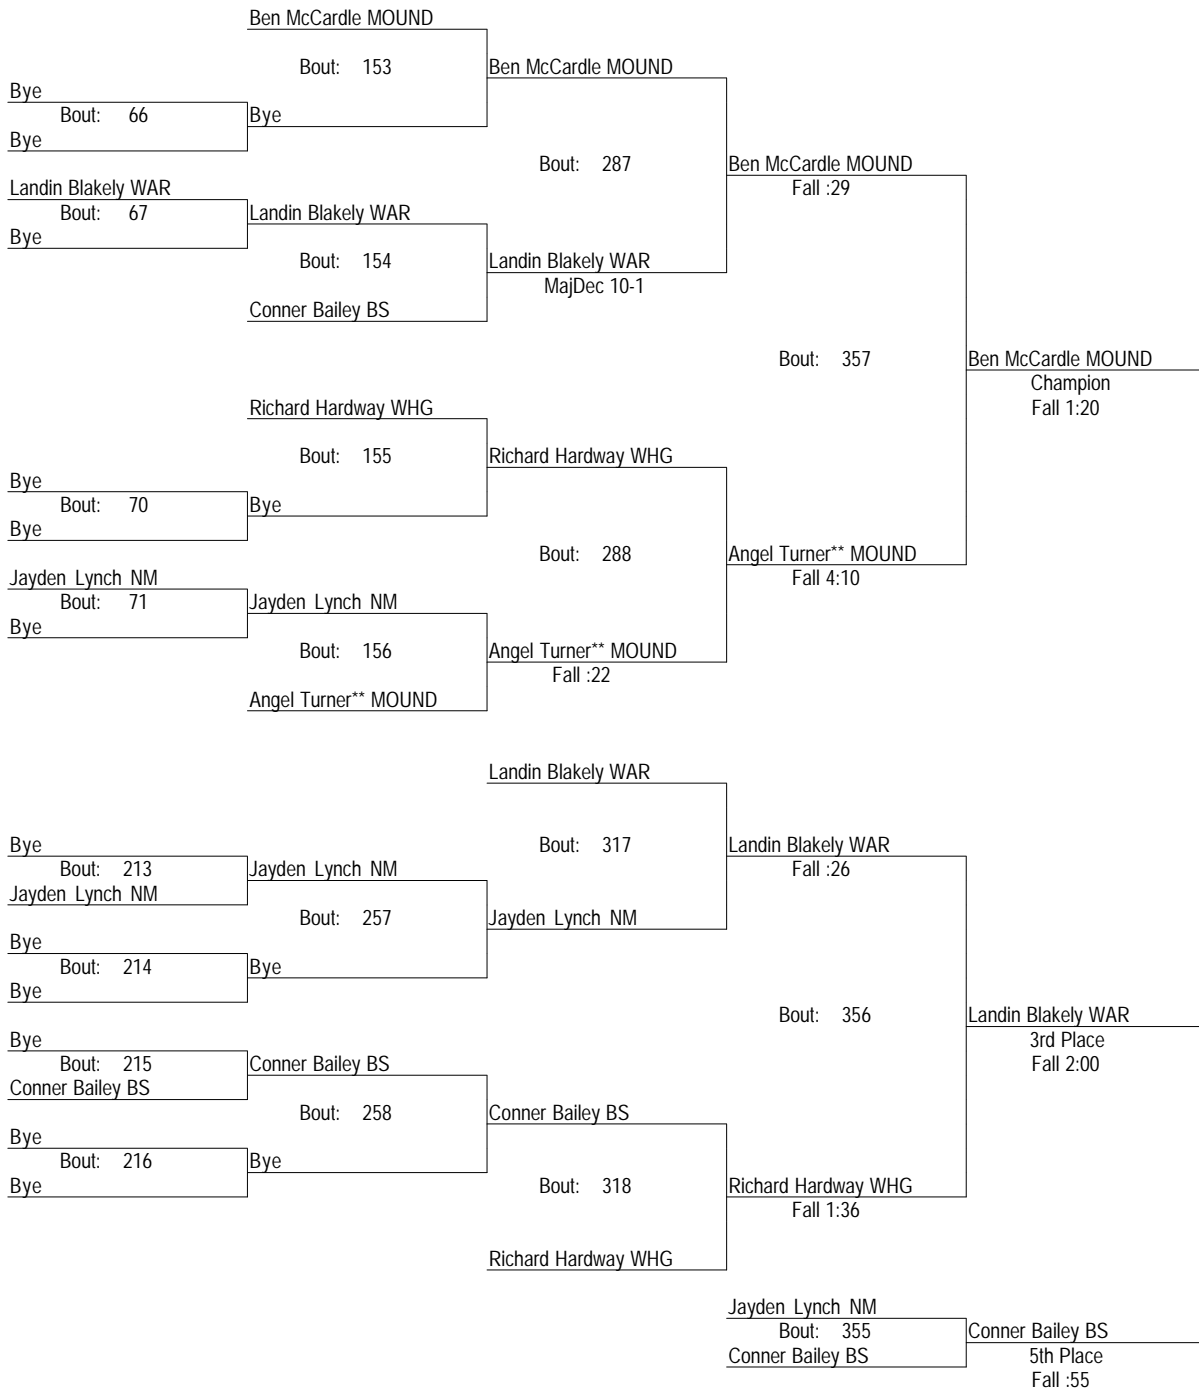 Ben McCardle MOUND
Bout: 153
Ben McCardle MOUND
Bye
Bout: 66
Bye
Bye
Bout: 287
Ben McCardle MOUND
Fall :29
Landin Blakely WAR
Bout: 67
Landin Blakely WAR
Bye
Bout: 154
Landin Blakely WAR
MajDec 10-1
Conner Bailey BS
Bout: 357
Ben McCardle MOUND
Champion
Fall 1:20
Richard Hardway WHG
Bout: 155
Richard Hardway WHG
Bye
Bout: 70
Bye
Bye
Bout: 288
Angel Turner** MOUND
Fall 4:10
Jayden Lynch NM
Bout: 71
Jayden Lynch NM
Bye
Bout: 156
Angel Turner** MOUND
Fall :22
Angel Turner** MOUND
Landin Blakely WAR
Bout: 317
Landin Blakely WAR
Fall :26
Bye
Bout: 213
Jayden Lynch NM
Jayden Lynch NM
Bout: 257
Jayden Lynch NM
Bye
Bout: 214
Bye
Bye
Bout: 356
Landin Blakely WAR
3rd Place
Fall 2:00
Bye
Bout: 215
Conner Bailey BS
Conner Bailey BS
Bout: 258
Conner Bailey BS
Bye
Bout: 216
Bye
Bye
Bout: 318
Richard Hardway WHG
Fall 1:36
Richard Hardway WHG
Jayden Lynch NM
Bout: 355
Conner Bailey BS
Conner Bailey BS
5th Place
Fall :55